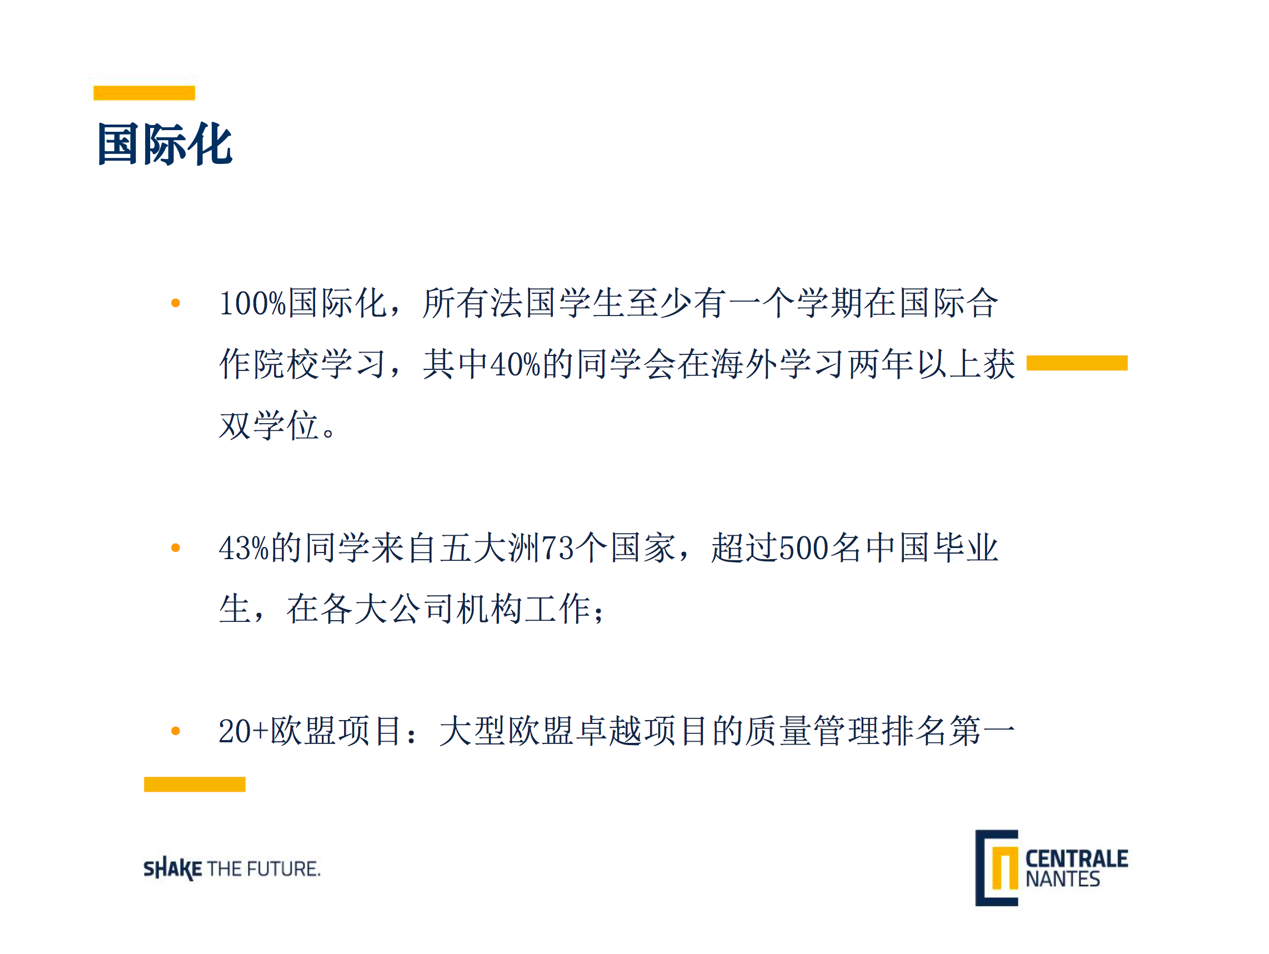 国际化
• 100%国际化，所有法国学生至少有一个学期在国际合
作院校学习，其中40%的同学会在海外学习两年以上获
双学位。
• 43%的同学来自五大洲73个国家，超过500名中国毕业
生，在各大公司机构工作；
• 20+欧盟项目：大型欧盟卓越项目的质量管理排名第一
SHAKE THE FUTURE.
CENTRALE
NANTES